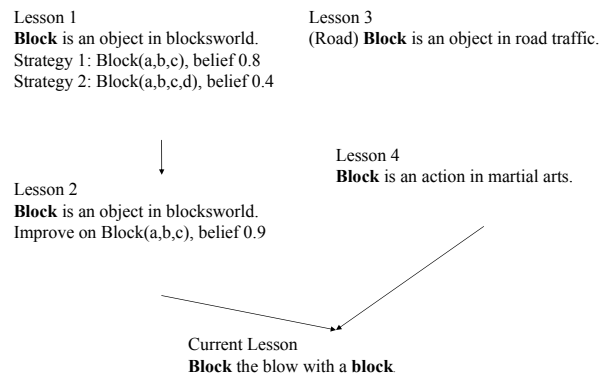 Lesson 1
Block is an object in blocksworld.
Strategy 1: Block(a,b,c), belief 0.8
Strategy 2: Block(a,b,c,d), belief 0.4
Lesson 3
(Road) Block is an object in road traffic.
Lesson 2
Block is an object in blocksworld.
Improve on Block(a,b,c), belief 0.9
Lesson 4
Block is an action in martial arts.
Current Lesson
Block the blow with a block.